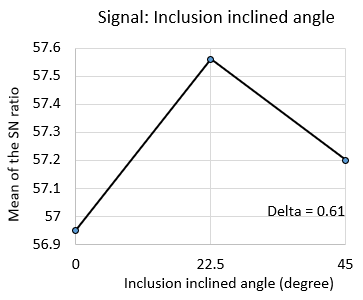 Signal: Inclusion inclined angle
57.6
57.5
57.4
57.3
57.2
57.1
57
56.9
Mean of the SN ratio
Delta = 0.61
0 22.5 45
Inclusion inclined angle (degree)